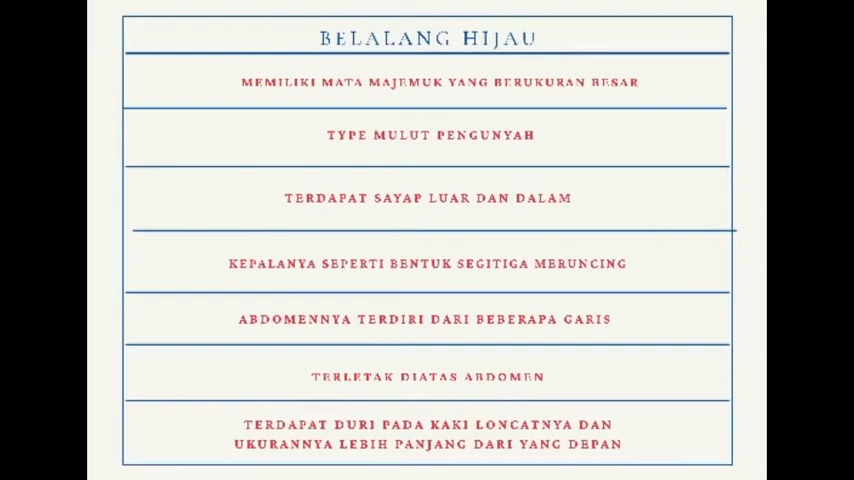 BELALANG HIJAU
MEMILIKI MATA MAJEMUK YANG BERUKURAN BESAR
TYPE MULUT PENGUNYAH
TERDAPAT SAYAP LUAR DAN DALAM
KEPALANYA SEPERTI BENTUK SEGITIGA MERUNCING
ABDOMENNYA TERDIRI DARI BEBERAPA GARIS
TERLETAK DIATAS ABDOMEN
TERDAPAT DURI PADA KAKI LONCATNYA DAN
UKURANNYA LEBIH PANJANG DARI YANG DEPAN